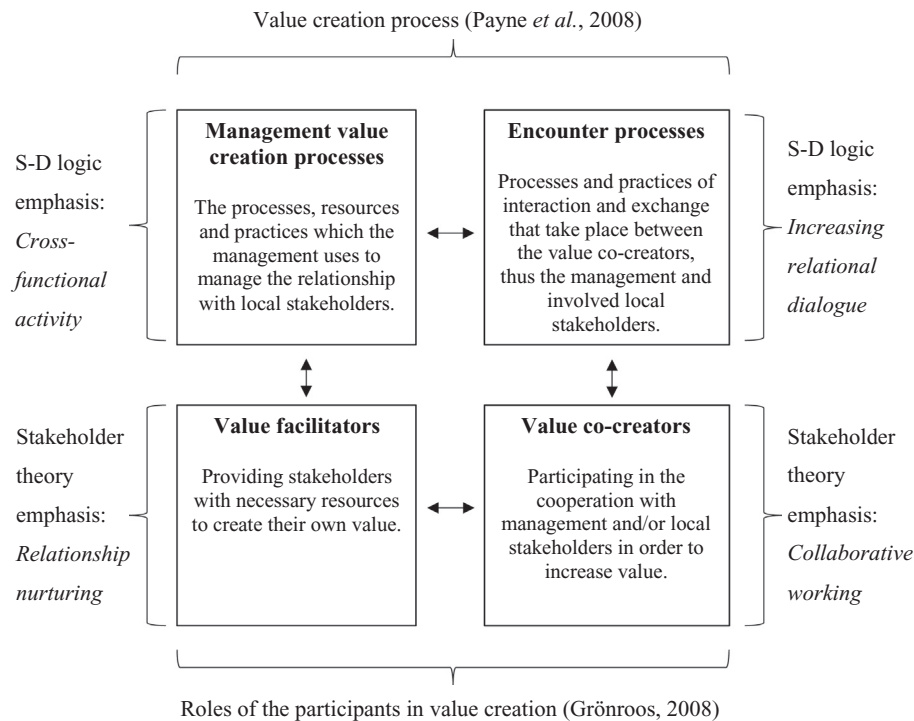 Value creation process (Payne et al., 2008)
S-D logic
emphasis:
Cross-
functional
activity
Management value
creation processes
The processes, resources
and practices which the
management uses to
manage the relationship
with local stakeholders.
Encounter processes
Processes and practices of
interaction and exchange
that take place between
the value co-creators,
thus the management and
involved local
stakeholders.
S-D logic
emphasis:
Increasing
relational
dialogue
Stakeholder
theory
emphasis:
Relationship
nurturing
Value facilitators
Providing stakeholders
with necessary resources
to create their own value.
Value co-creators
Participating in the
cooperation with
management and/or local
stakeholders in order to
increase value.
Stakeholder
theory
emphasis:
Collaborative
working
Roles of the participants in value creation (Grönroos, 2008)